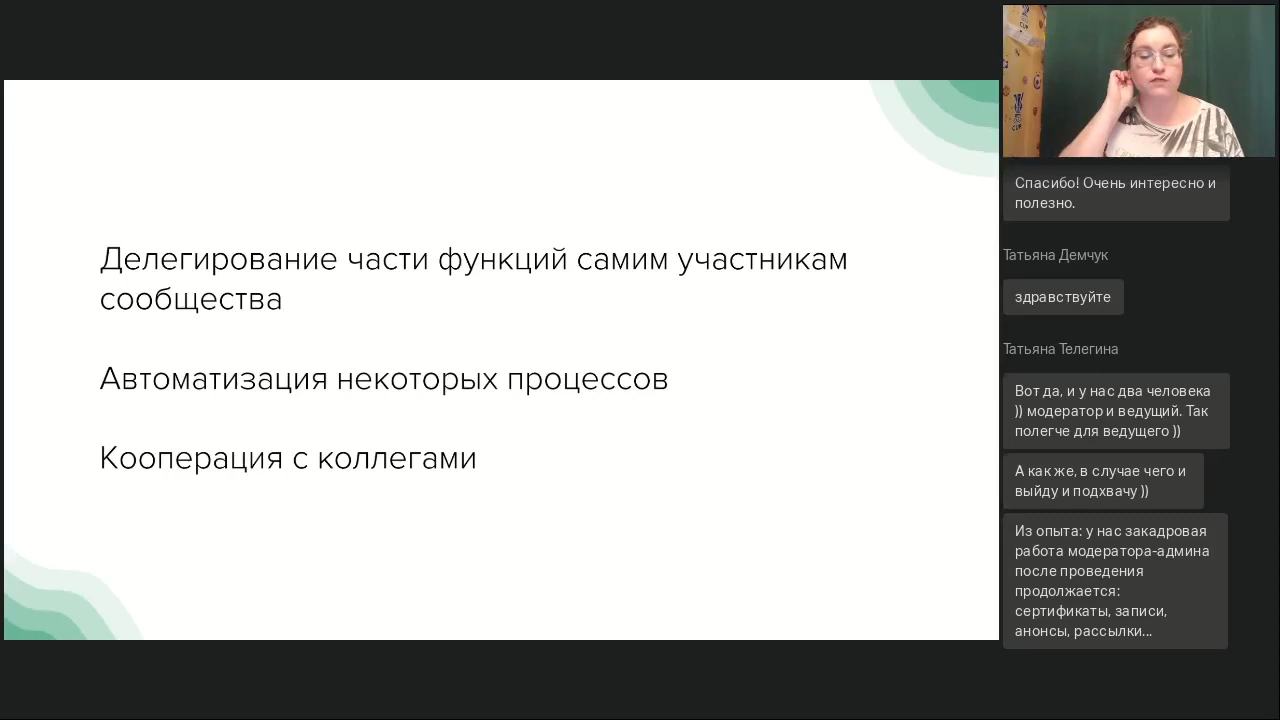 Делегирование части функций самим участникам
сообщества
Автоматизация некоторых процессов
Кооперация с коллегами
Спасибо! Очень интересно и
полезно.
Татьяна Демчук
здравствуйте
Татьяна Телегина
Вот да, и у нас два человека
)) модератор и ведущий. Так
полегче для ведущего ))
А как же, в случае чего и
выйду и подхвачу ))
Из опыта: у нас закадровая
работа модератора-админа
после проведения
продолжается:
сертификаты, записи,
анонсы, рассылки...